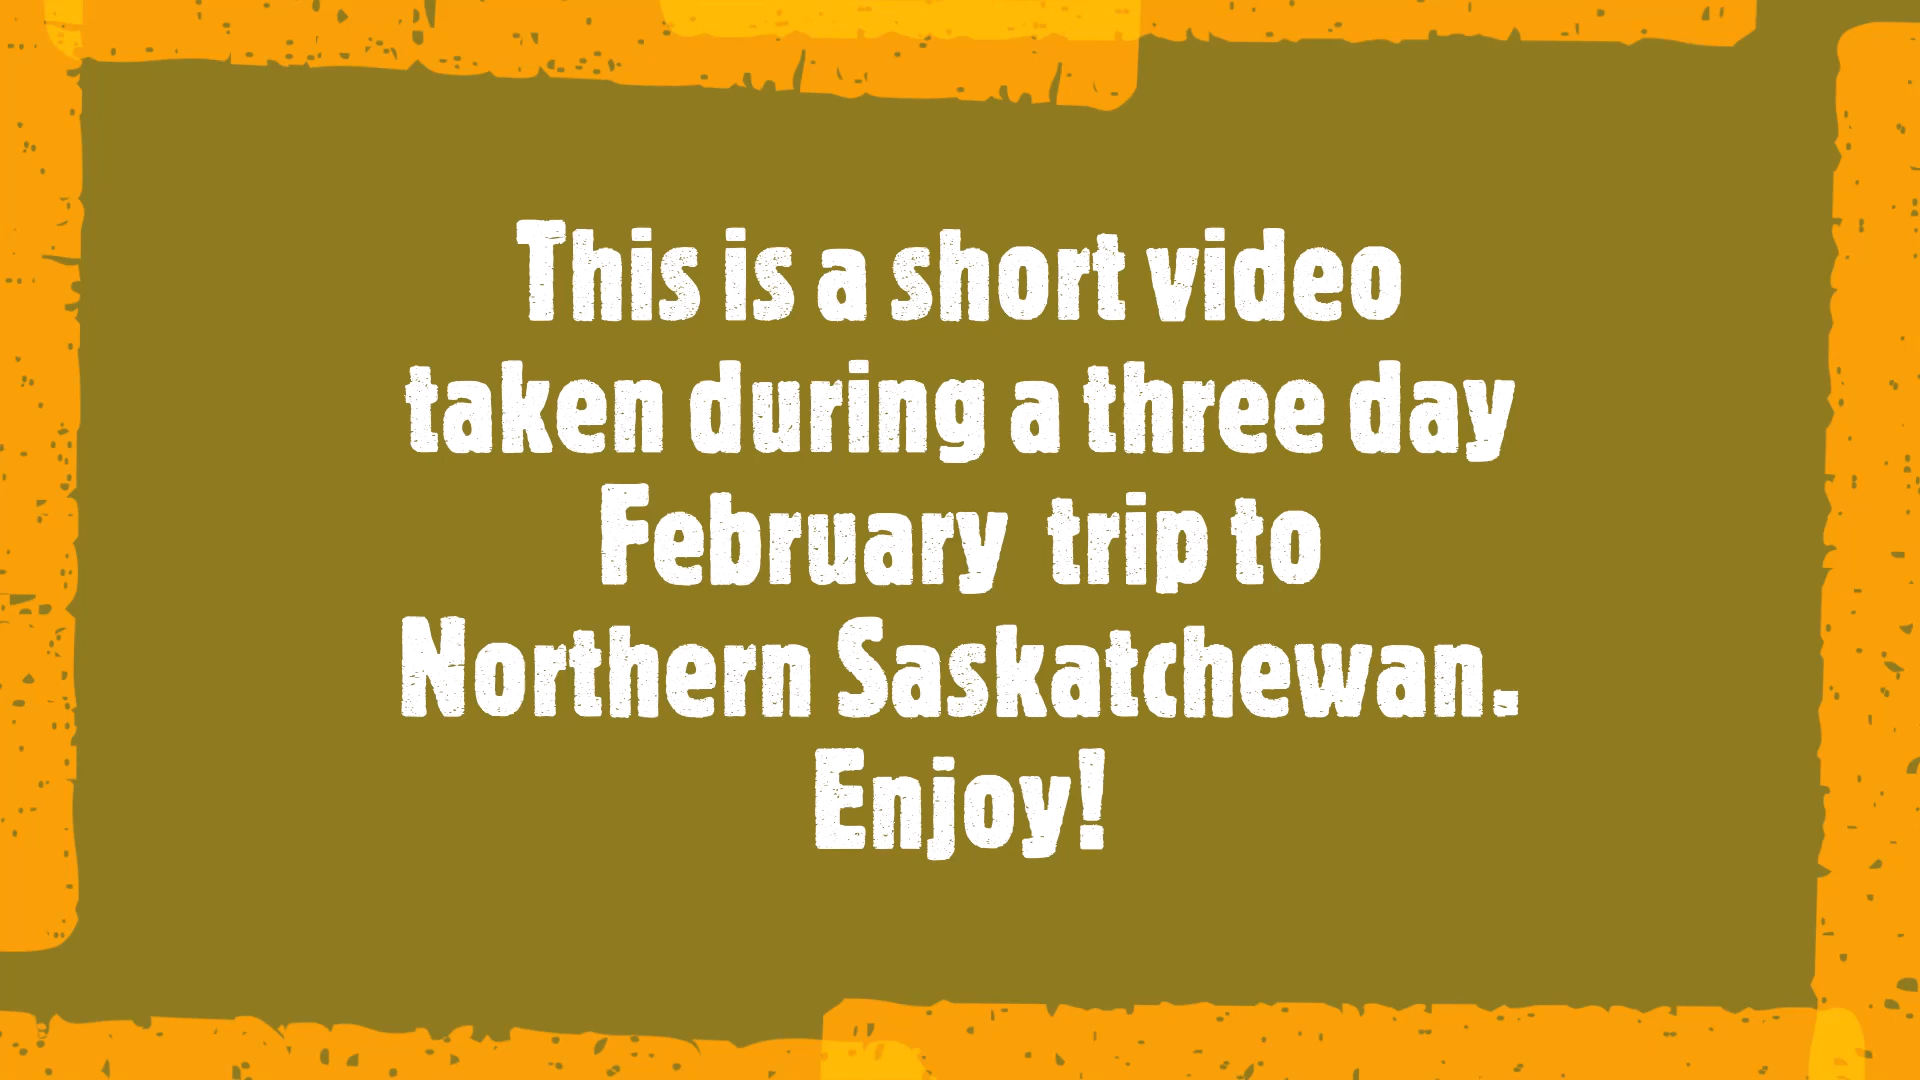 This is a short video
taken during a three day
February  trip to
Northern Saskatchewan.
Enjoy!